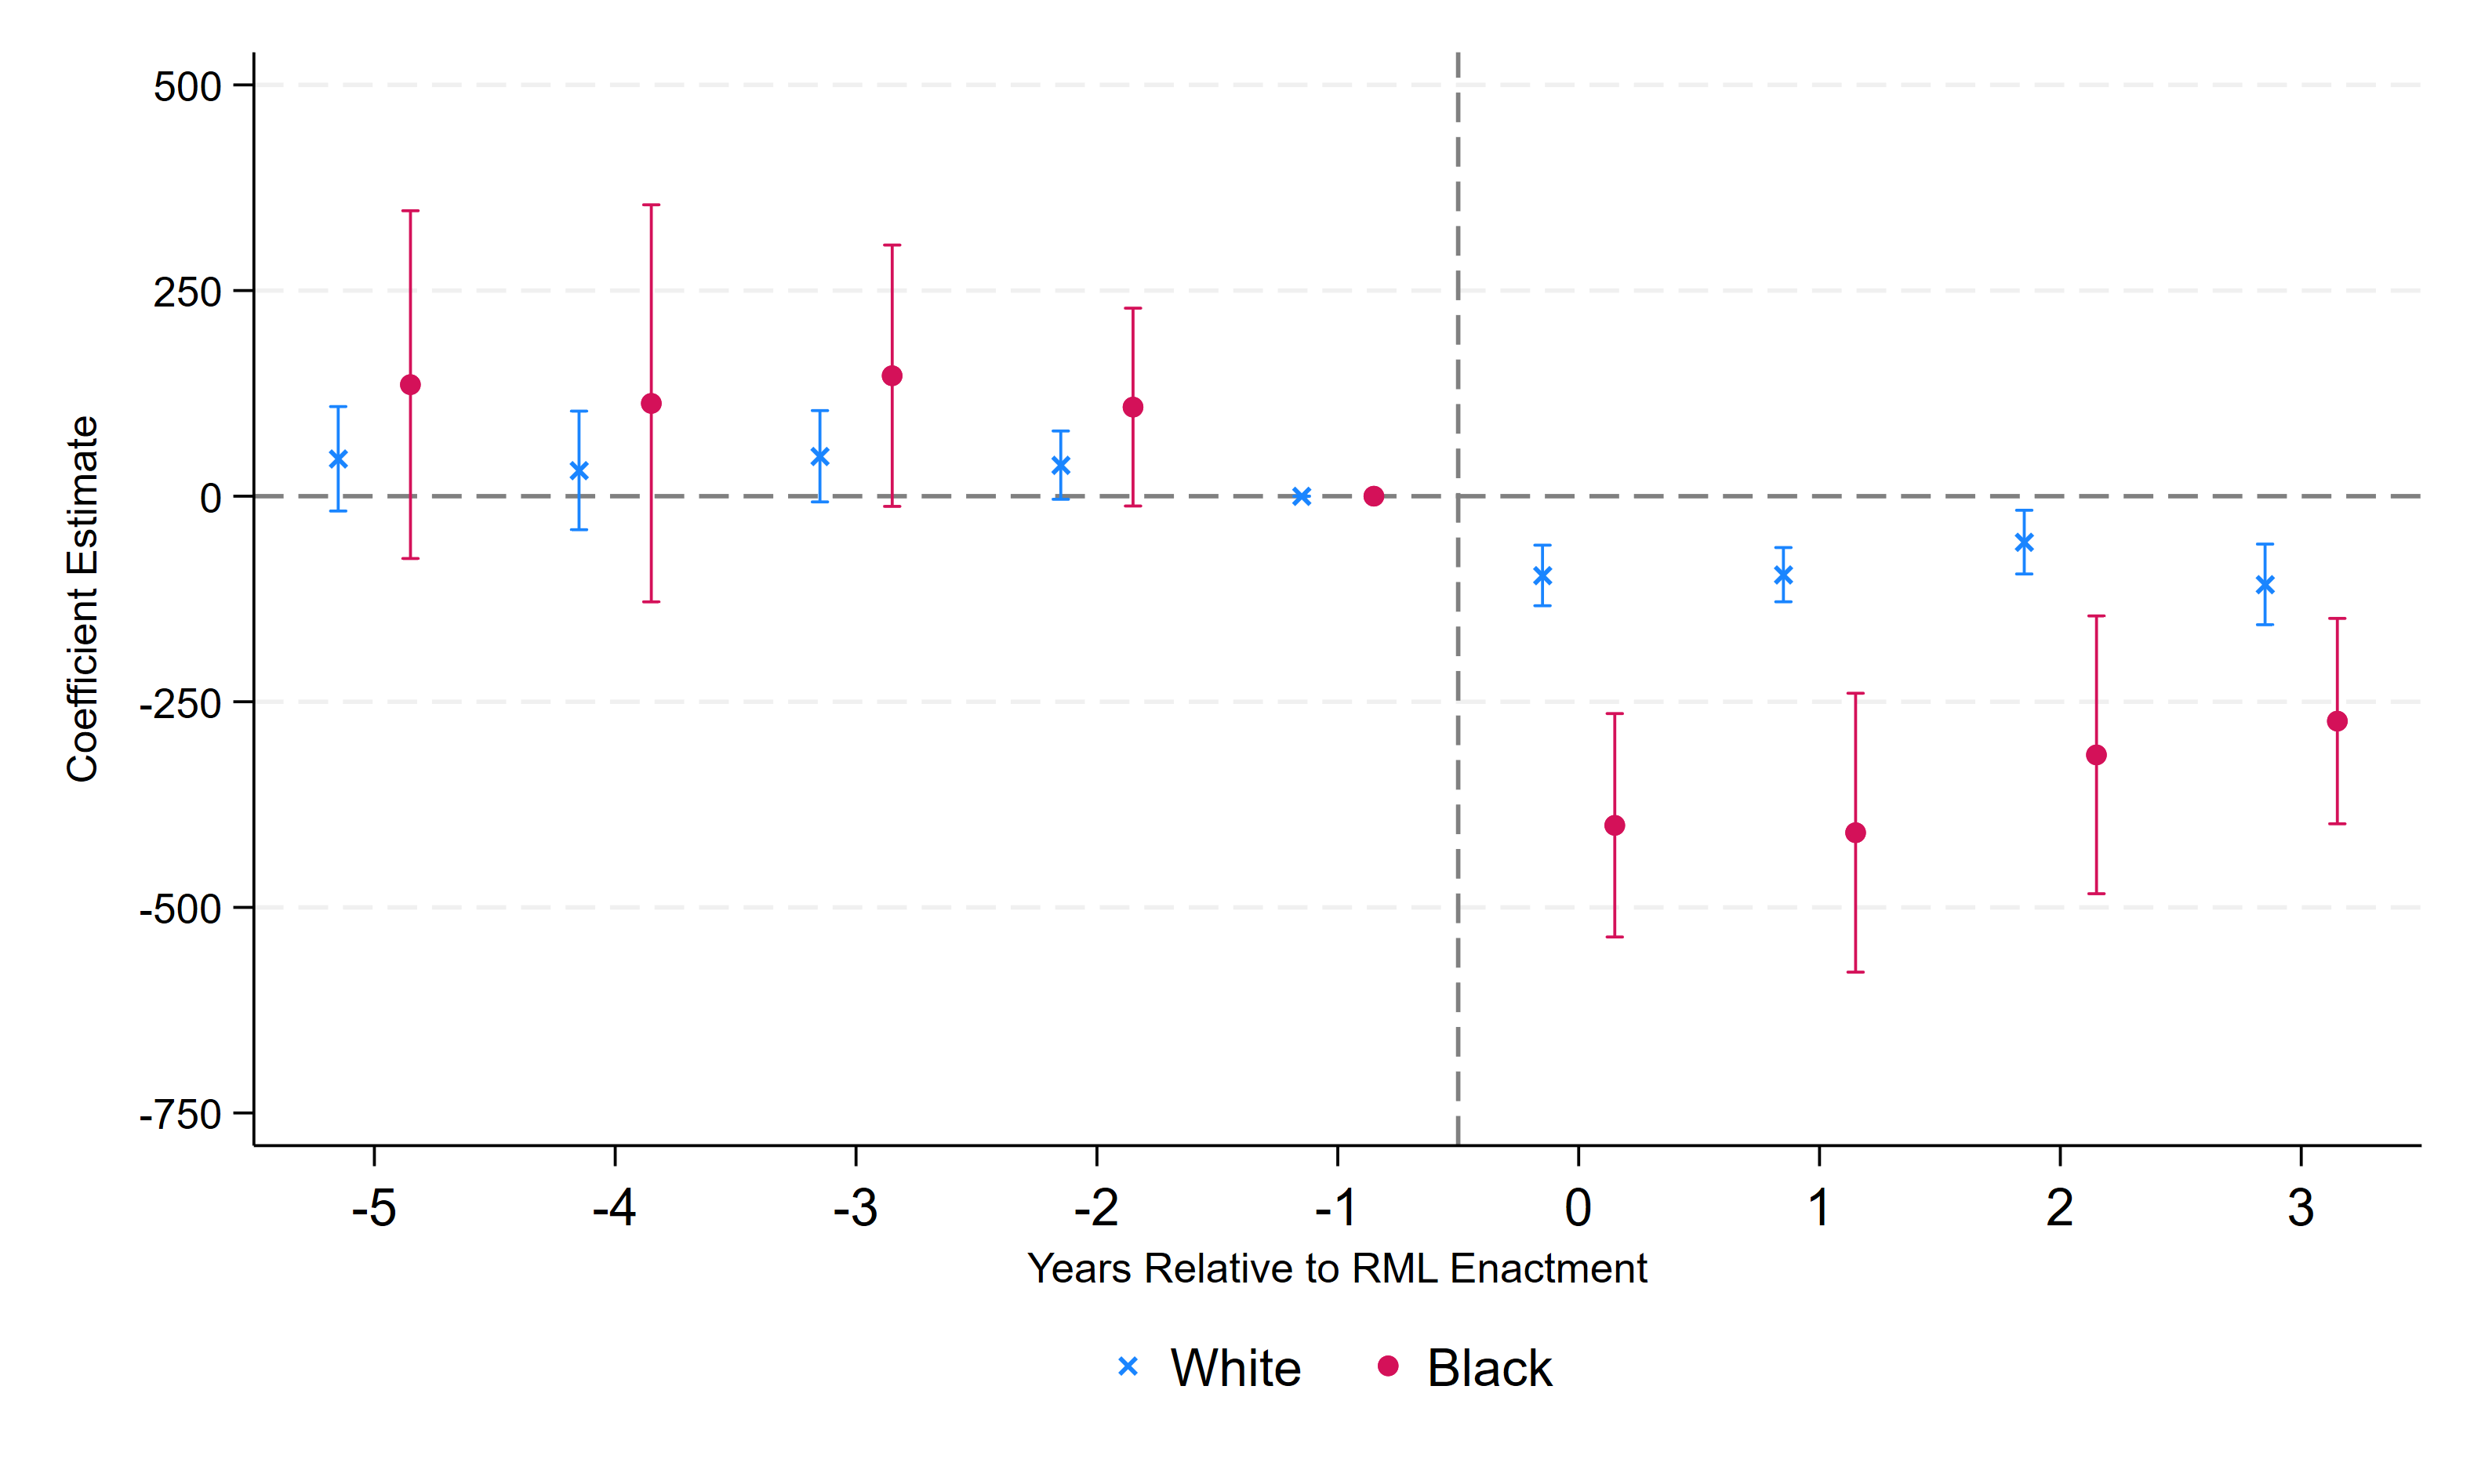 500
250
0
-250
-500
-750
Coefficient Estimate
-5 -4 -3 -2 -1 0 1 2 3
Years Relative to RML Enactment
White Black